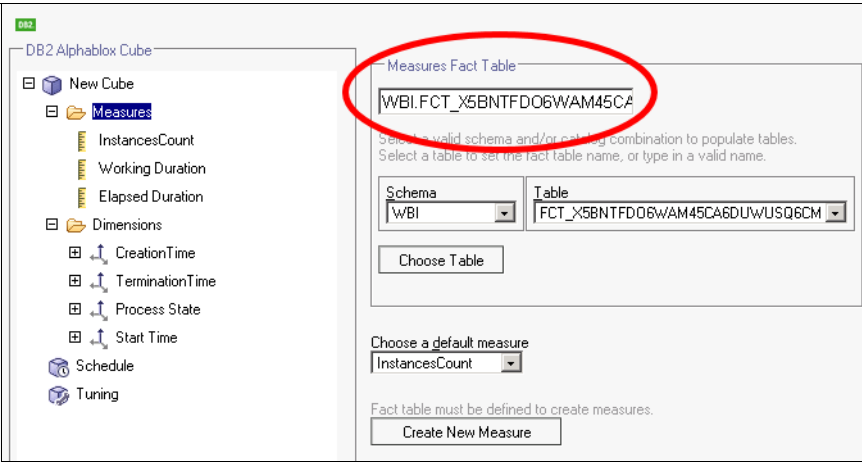 DB2.
DB2 Alphablox Cube
New Cube
Measures
InstancesCount
Working Duration
Elapsed Duration
Dimensions
CreationTime
TerminationTime
Process State
Start Time
Schedule
Tuning
Measures Fact Table
WBI.FCT_X5BNTFDO6WAM45CA
Select a valid schema and/or catalog combination to populate tables.
Select a table to set the fact table name, or type in a valid name.
Schema
WBI
Table
FCT_X5BNTFDO6WAM45CA6DUWUSQ6CM
Choose Table
Choose a default measure
InstancesCount
Fact table must be defined to create measures.
Create New Measure